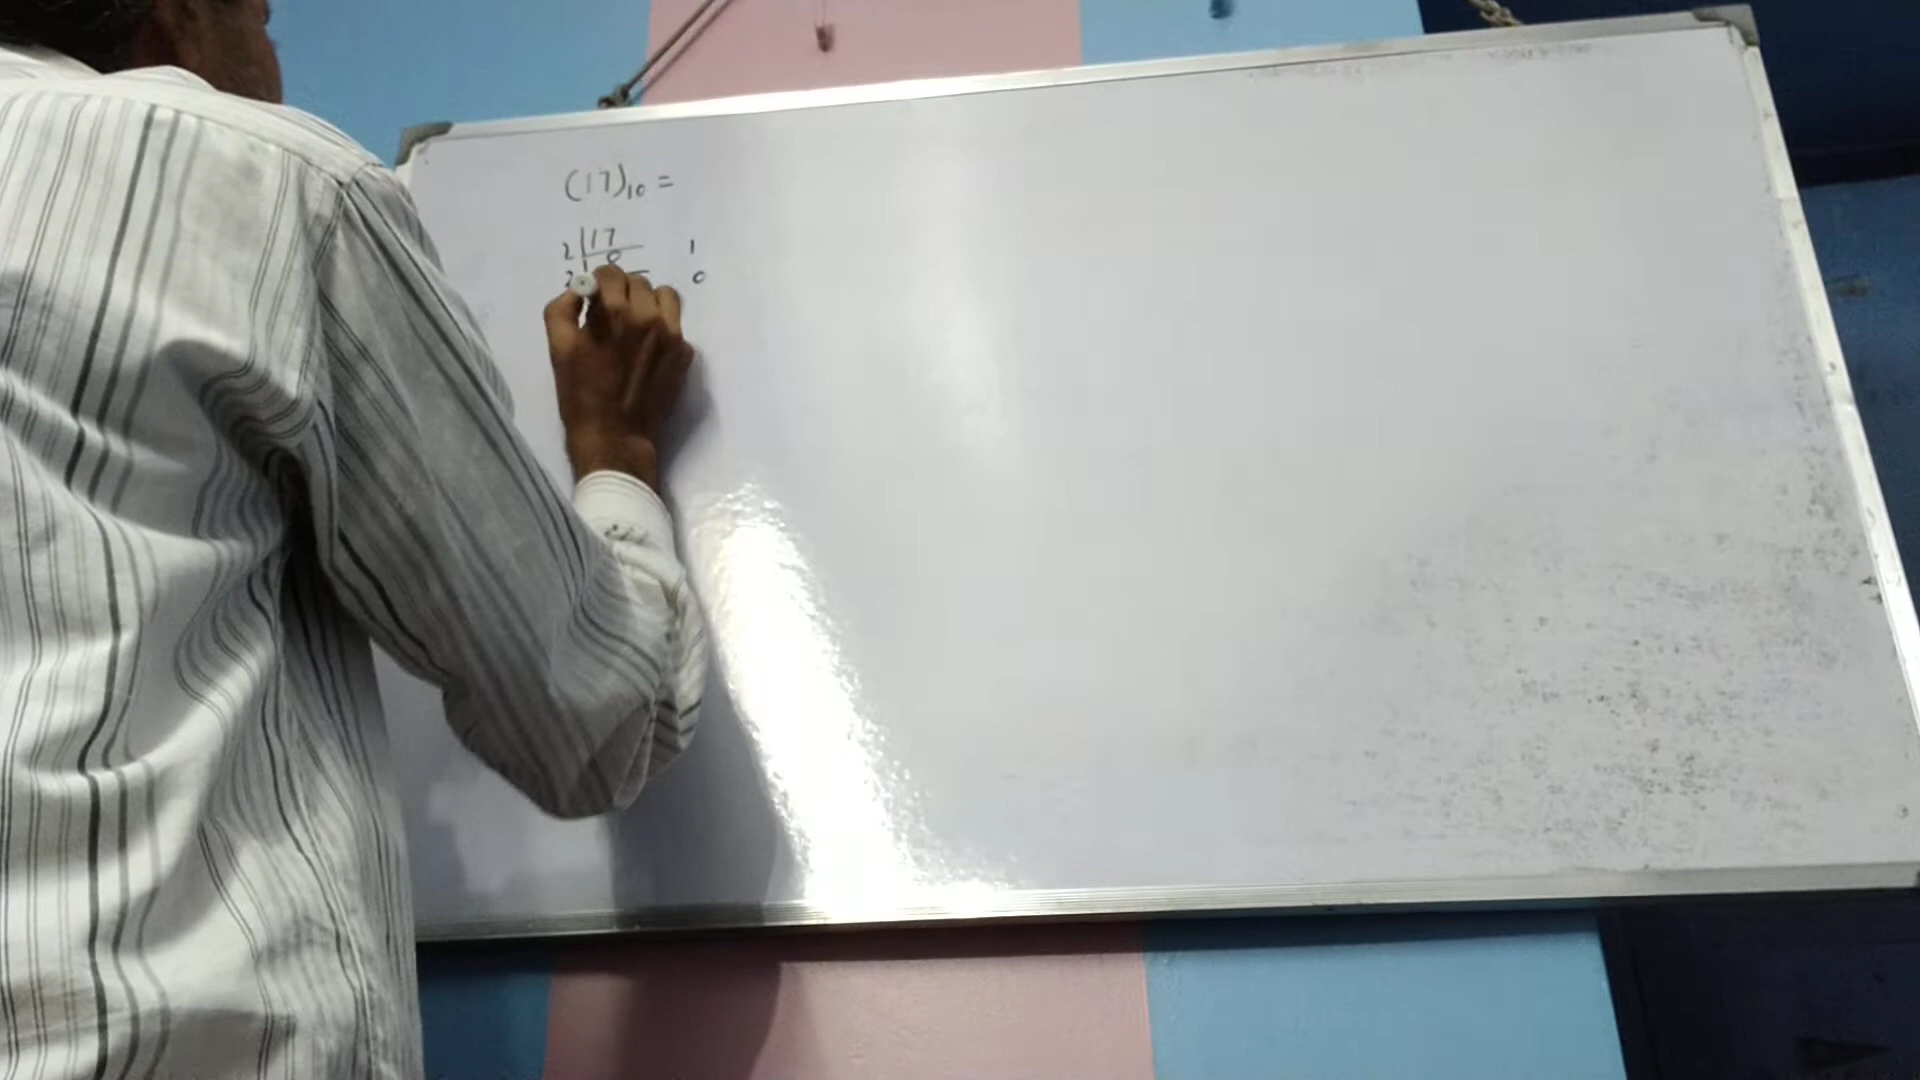 (17)₁₀ =
2 | 17 1
2 | 8 0